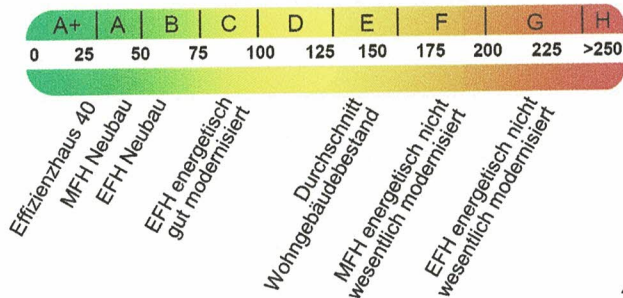 A+ A B C D E F G H
0 25 50 75 100 125 150 175 200 225 >250
Effizienzhaus 40
MFH Neubau
EFH Neubau
EFH energetisch
gut modernisiert
Durchschnitt
Wohngebäudebestand
MFH energetisch nicht
wesentlich modernisiert
EFH energetisch nicht
wesentlich modernisiert